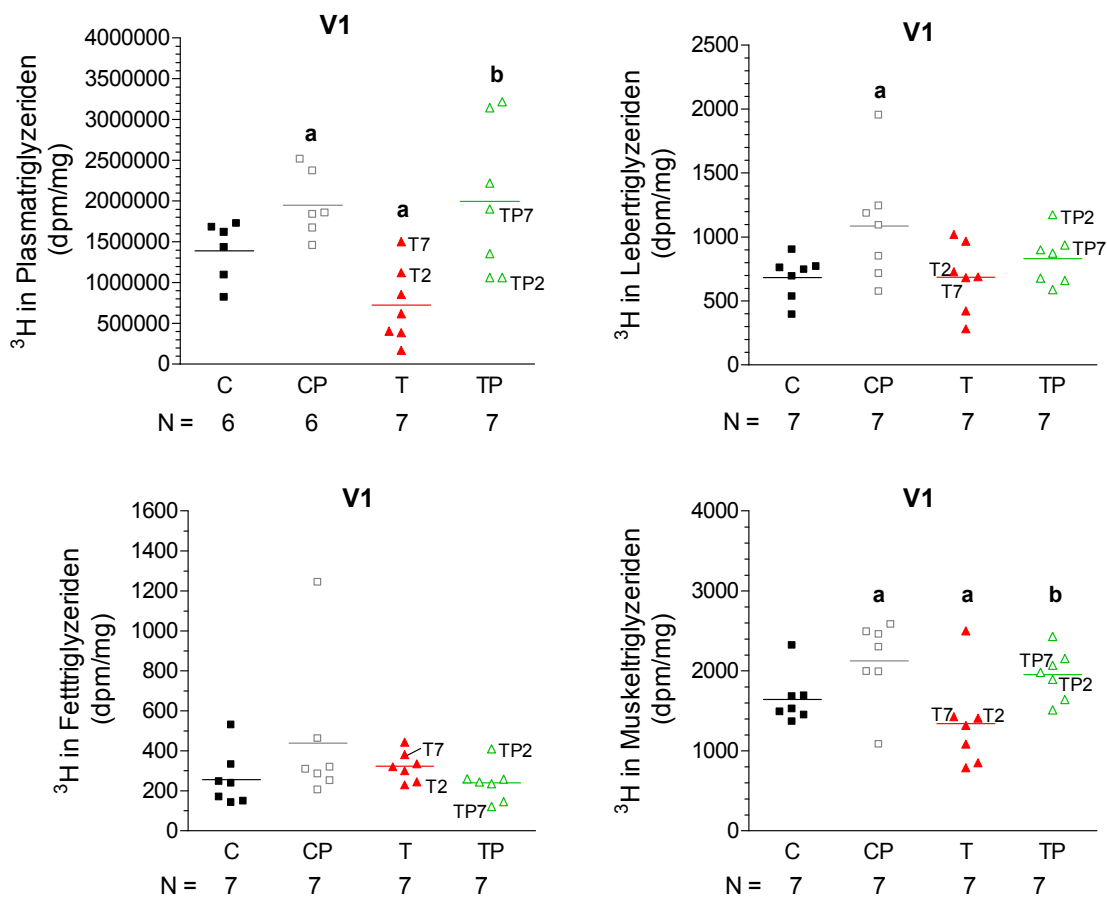 V1
³H in Plasmatriglyzeriden
(dpm/mg)
4000000
3500000
3000000
2500000
2000000
1500000
1000000
500000
0
a
a
b
T7
T2
TP7
TP2
C CP T TP
N = 6 6 7 7
V1
³H in Lebertriglyzeriden
(dpm/mg)
2500
2000
1500
1000
500
0
a
T2
T7
TP2
TP7
C CP T TP
N = 7 7 7 7
V1
³H in Fetttriglyzeriden
(dpm/mg)
1600
1400
1200
1000
800
600
400
200
0
T7
T2
TP2
TP7
C CP T TP
N = 7 7 7 7
V1
³H in Muskeltriglyzeriden
(dpm/mg)
4000
3000
2000
1000
0
a a b
T7 T2
TP7
TP2
C CP T TP
N = 7 7 7 7